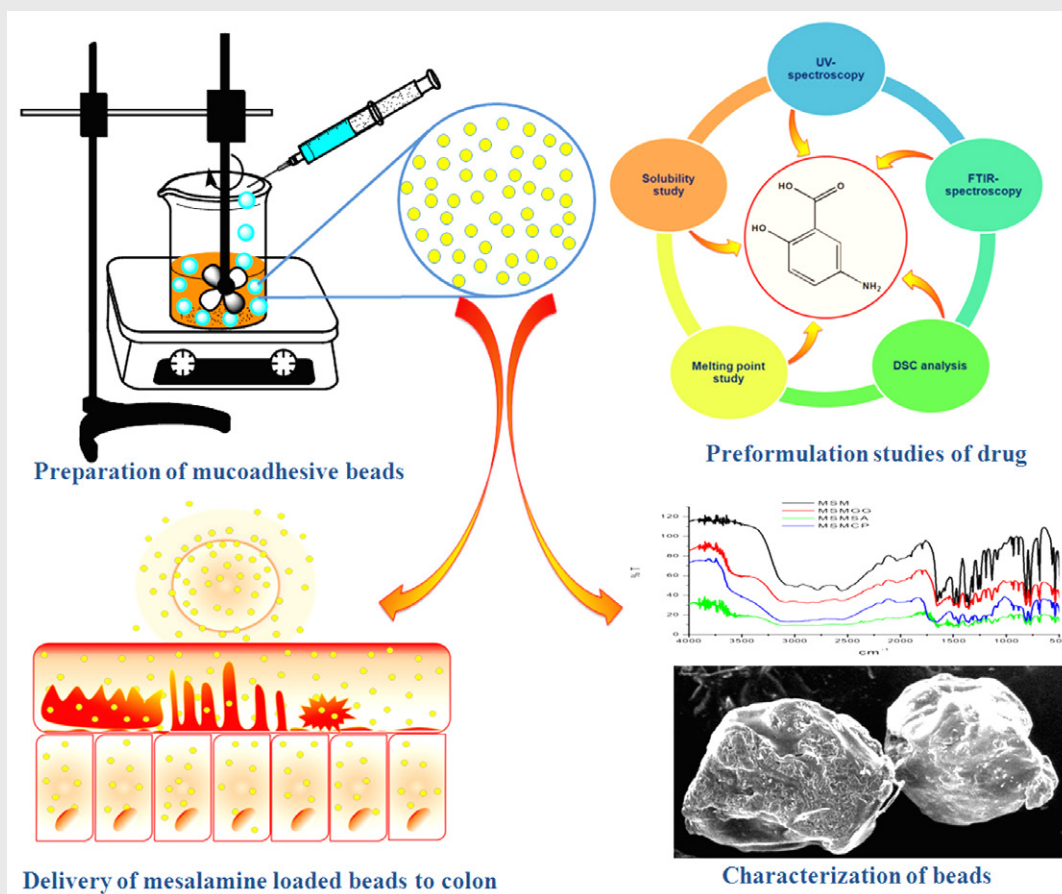 Preparation of mucoadhesive beads
UV-
spectroscopy
Solubility
study
FTIR-
spectroscopy
HO
O
HO
NH2
Melting point
study
DSC analysis
Preformulation studies of drug
Delivery of mesalamine loaded beads to colon
MSM
MSMGG
MSMSA
MSMCP
120
100
80
60
40
20
0
%T
4000 3500 3000 2500 2000 1500 1000 500
cm-1
Characterization of beads